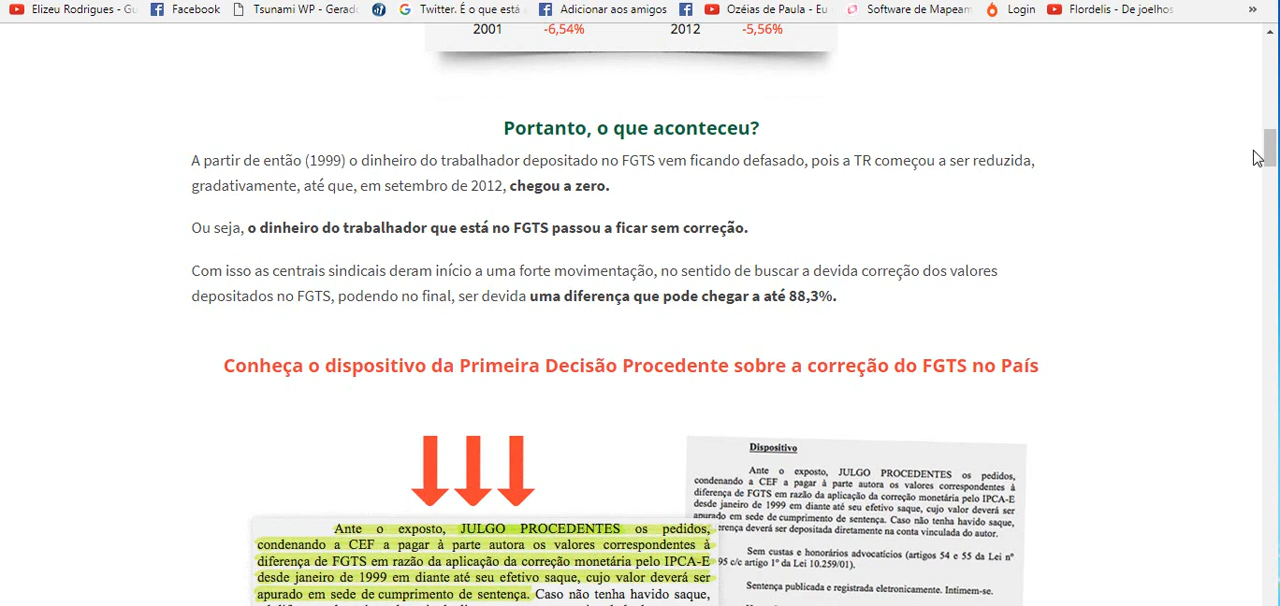 Elizeu Rodrigues - Gu
Facebook
Tsunami WP - Gerado
Twitter. É o que está
Adicionar aos amigos
Ozéias de Paula - Eu
Software de Mapeam
Login
Flordelis - De joelhos
»
2001 -6,54% 2012 -5,56%
Portanto, o que aconteceu?
A partir de então (1999) o dinheiro do trabalhador depositado no FGTS vem ficando defasado, pois a TR começou a ser reduzida,
gradativamente, até que, em setembro de 2012, chegou a zero.
Ou seja, o dinheiro do trabalhador que está no FGTS passou a ficar sem correção.
Com isso as centrais sindicais deram início a uma forte movimentação, no sentido de buscar a devida correção dos valores
depositados no FGTS, podendo no final, ser devida uma diferença que pode chegar a até 88,3%.
Conheça o dispositivo da Primeira Decisão Procedente sobre a correção do FGTS no País
Ante o exposto, JULGO PROCEDENTES os pedidos,
condenando a CEF a pagar à parte autora os valores correspondentes à
diferença de FGTS em razão da aplicação da correção monetária pelo IPCA-E
desde janeiro de 1999 em diante até seu efetivo saque, cujo valor deverá ser
apurado em sede de cumprimento de sentença. Caso não tenha havido saque,
Dispositivo
Ante o exposto, JULGO PROCEDENTES os pedidos,
condenando a CEF a pagar à parte autora os valores correspondentes à
diferença de FGTS em razão da aplicação da correção monetária pelo IPCA-E
desde janeiro de 1999 em diante até seu efetivo saque, cujo valor deverá ser
apurado em sede de cumprimento de sentença. Caso não tenha havido saque,
rença deverá ser depositada diretamente na conta vinculada do autor.
Sem custas e honorários advocatícios (artigos 54 e 55 da Lei nº
95 c/c artigo 1º da Lei 10.259/01).
Sentença publicada e registrada eletronicamente. Intimem-se.